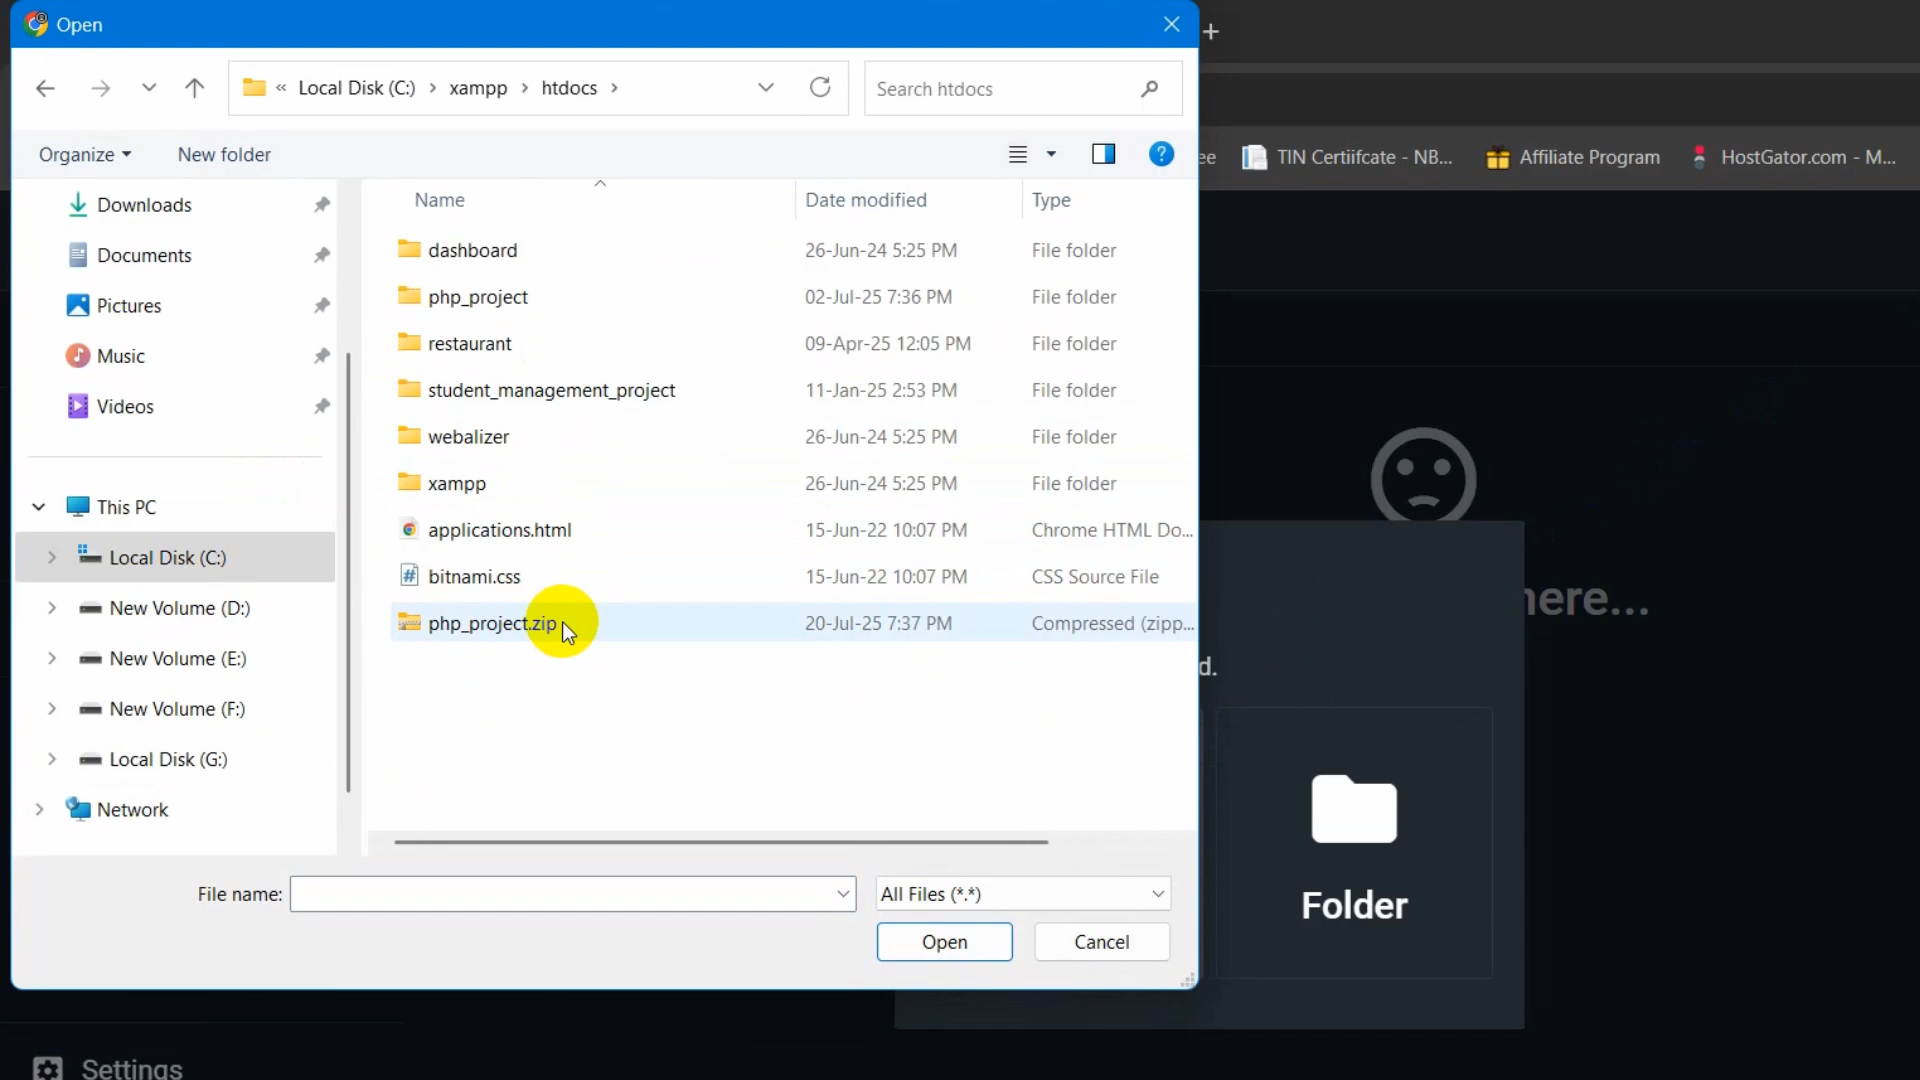 Open
« Local Disk (C:) › xampp › htdocs ›
Search htdocs
Organize
New folder
ee
TIN Certiifcate - NB...
Affiliate Program
HostGator.com - M...
Name
Date modified
Type
Downloads
Documents
Pictures
Music
Videos
This PC
Local Disk (C:)
New Volume (D:)
New Volume (E:)
New Volume (F:)
Local Disk (G:)
Network
dashboard 26-Jun-24 5:25 PM File folder
php_project 02-Jul-25 7:36 PM File folder
restaurant 09-Apr-25 12:05 PM File folder
student_management_project 11-Jan-25 2:53 PM File folder
webalizer 26-Jun-24 5:25 PM File folder
xampp 26-Jun-24 5:25 PM File folder
applications.html 15-Jun-22 10:07 PM Chrome HTML Do...
bitnami.css 15-Jun-22 10:07 PM CSS Source File
php_project.zip 20-Jul-25 7:37 PM Compressed (zipp...
here...
d.
Folder
File name:
All Files (*.*)
Open
Cancel
Settings